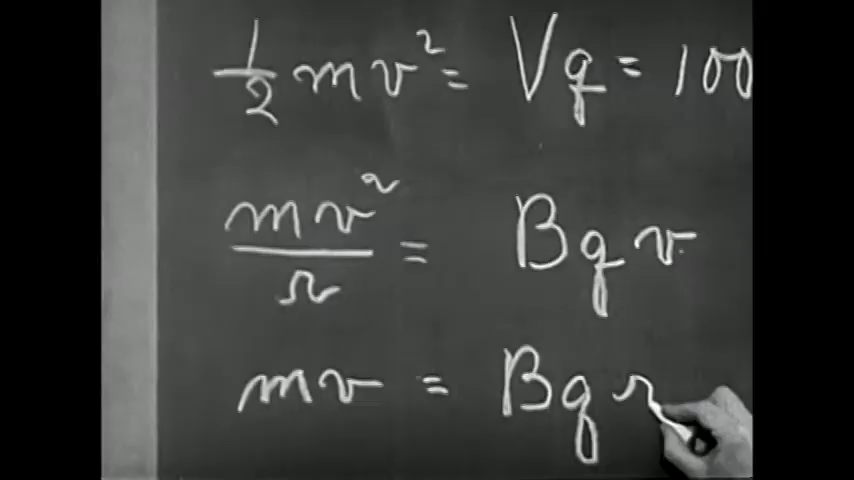 ½mv² = Vq = 100
mv²/r = Bqv
mv = Bqr